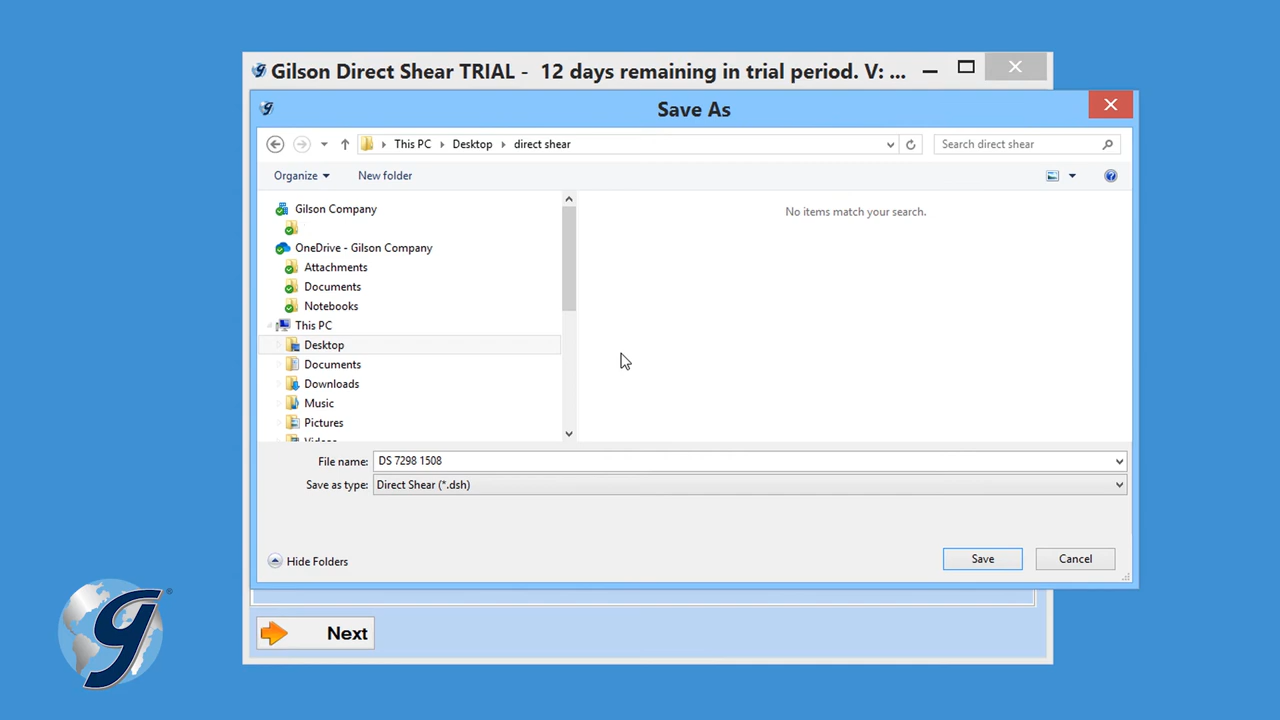 Gilson Direct Shear TRIAL - 12 days remaining in trial period. V: ...
Save As
This PC Desktop direct shear
Search direct shear
Organize New folder
Gilson Company
OneDrive - Gilson Company
Attachments
Documents
Notebooks
This PC
Desktop
Documents
Downloads
Music
Pictures
Videos
No items match your search.
File name: DS 7298 1508
Save as type: Direct Shear (*.dsh)
Hide Folders
Save Cancel
Next
g®